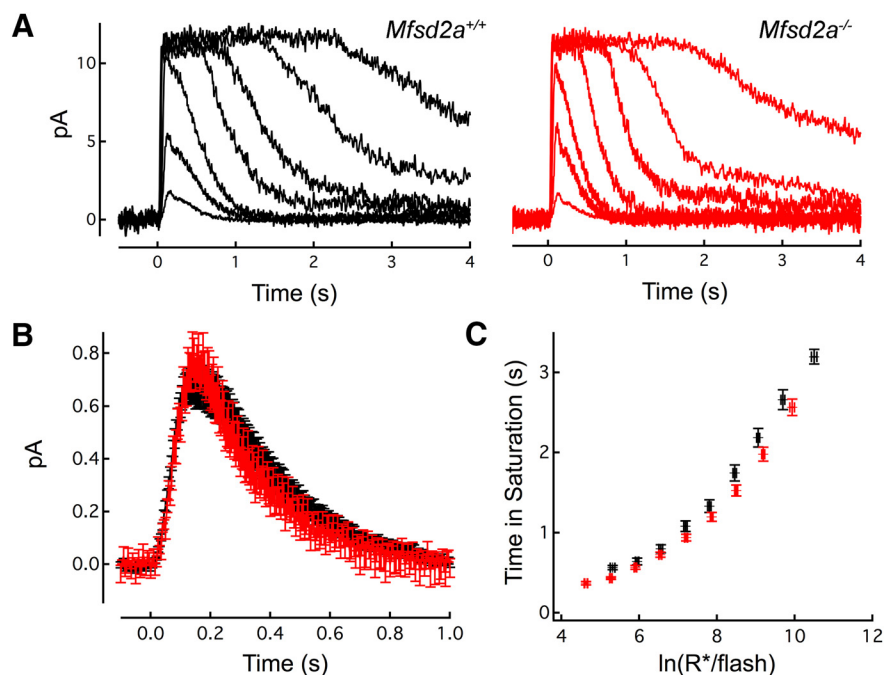 A
Mfsd2a+/+
Mfsd2a-/-
10
5
0
pA
0 1 2 3 4
0 1 2 3 4
Time (s)
Time (s)
B
C
0.8
0.6
0.4
0.2
0.0
pA
0.0 0.2 0.4 0.6 0.8 1.0
Time (s)
3
2
1
0
Time in Saturation (s)
4 6 8 10 12
ln(R*/flash)